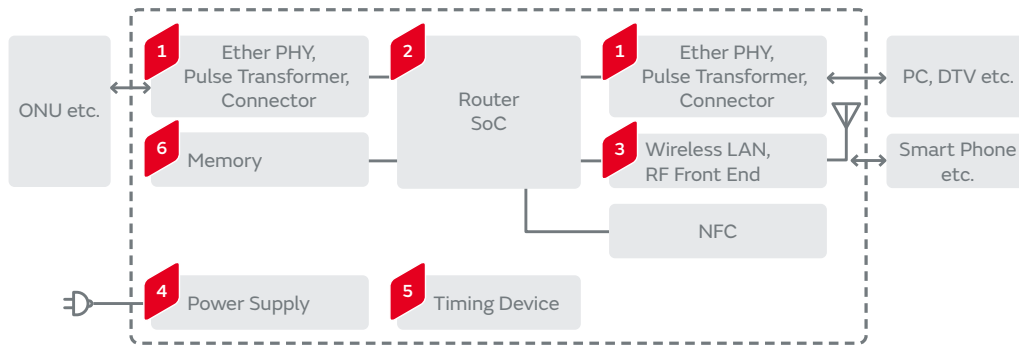 ONU etc.
1
Ether PHY,
Pulse Transformer,
Connector
2
Router
SoC
1
Ether PHY,
Pulse Transformer,
Connector
PC, DTV etc.
6
Memory
3
Wireless LAN,
RF Front End
Smart Phone
etc.
NFC
4
Power Supply
5
Timing Device